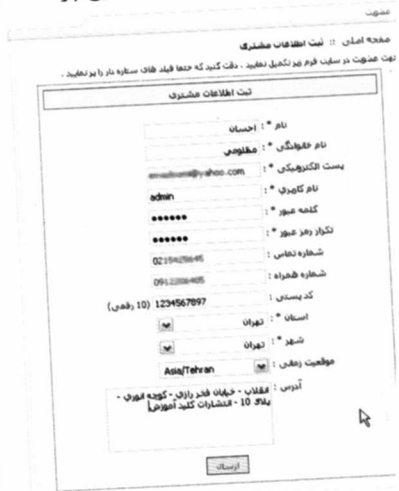 عضویت
صفحه اصلی :: ثبت اطلاعات مشتری
جهت عضویت در سایت فرم زیر تکمیل نمایید . دقت کنید که حتما فیلد های ستاره دار را پر نمایید .
ثبت اطلاعات مشتری
نام * : احسان
نام خانوادگی * : مظلومی
پست الکترونیکی * : @yahoo.com
نام کاربری * : admin
کلمه عبور * : ••••••
تکرار رمز عبور * : ••••••
شماره تماس :
شماره همراه :
کد پستی : 1234567897 (10 رقمی)
استان * : تهران
شهر * : تهران
موقعیت زمانی : Asia/Tehran
آدرس : انقلاب - خیابان فخر رازی - کوچه انوری -
پلاک 10 - انتشارات کلید آموزش
ارسال